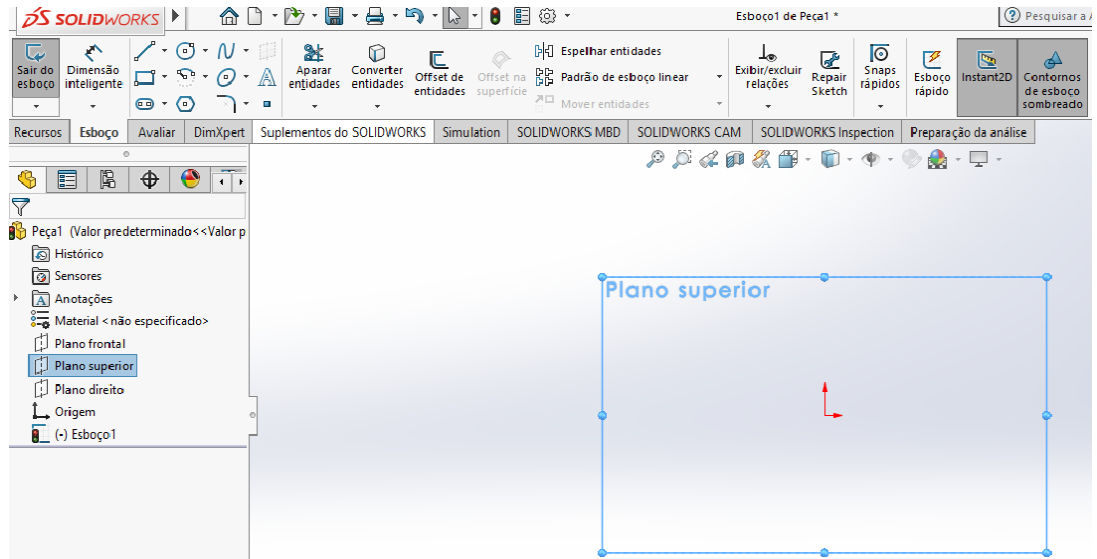 SOLIDWORKS
Esboço1 de Peça1 *
Pesquisar a
Sair do esboço
Dimensão inteligente
Aparar entidades
Converter entidades
Offset de entidades
Offset na superfície
Espelhar entidades
Padrão de esboço linear
Mover entidades
Exibir/excluir relações
Repair Sketch
Snaps rápidos
Esboço rápido
Instant2D
Contornos de esboço sombreado
Recursos Esboço Avaliar DimXpert Suplementos do SOLIDWORKS Simulation SOLIDWORKS MBD SOLIDWORKS CAM SOLIDWORKS Inspection Preparação da análise
Peça1 (Valor predeterminado<<Valor p
Histórico
Sensores
A Anotações
Material <não especificado>
Plano frontal
Plano superior
Plano direito
Origem
(-) Esboço1
Plano superior